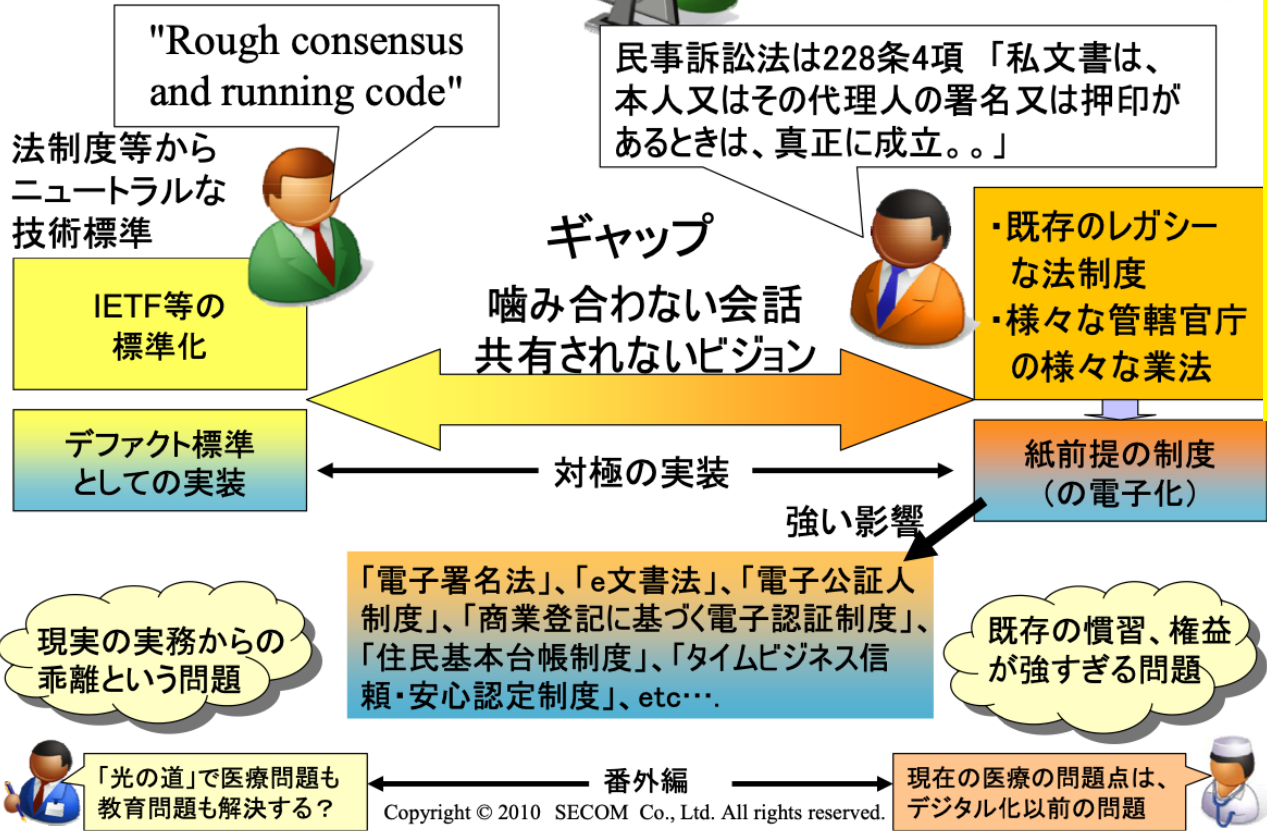 "Rough consensus
and running code"
民事訴訟法は228条4項 「私文書は、
本人又はその代理人の署名又は押印が
あるときは、真正に成立。。」
法制度等から
ニュートラルな
技術標準
ギャップ
噛み合わない会話
共有されないビジョン
IETF等の
標準化
・既存のレガシー
な法制度
・様々な管轄官庁
の様々な業法
デファクト標準
としての実装
対極の実装
紙前提の制度
(の電子化)
強い影響
「電子署名法」、「e文書法」、「電子公証人
制度」、「商業登記に基づく電子認証制度」、
「住民基本台帳制度」、「タイムビジネス信
頼・安心認定制度」、etc….
現実の実務からの
乖離という問題
既存の慣習、権益
が強すぎる問題
「光の道」で医療問題も
教育問題も解決する?
番外編
現在の医療の問題点は、
デジタル化以前の問題
Copyright © 2010 SECOM Co., Ltd. All rights reserved.